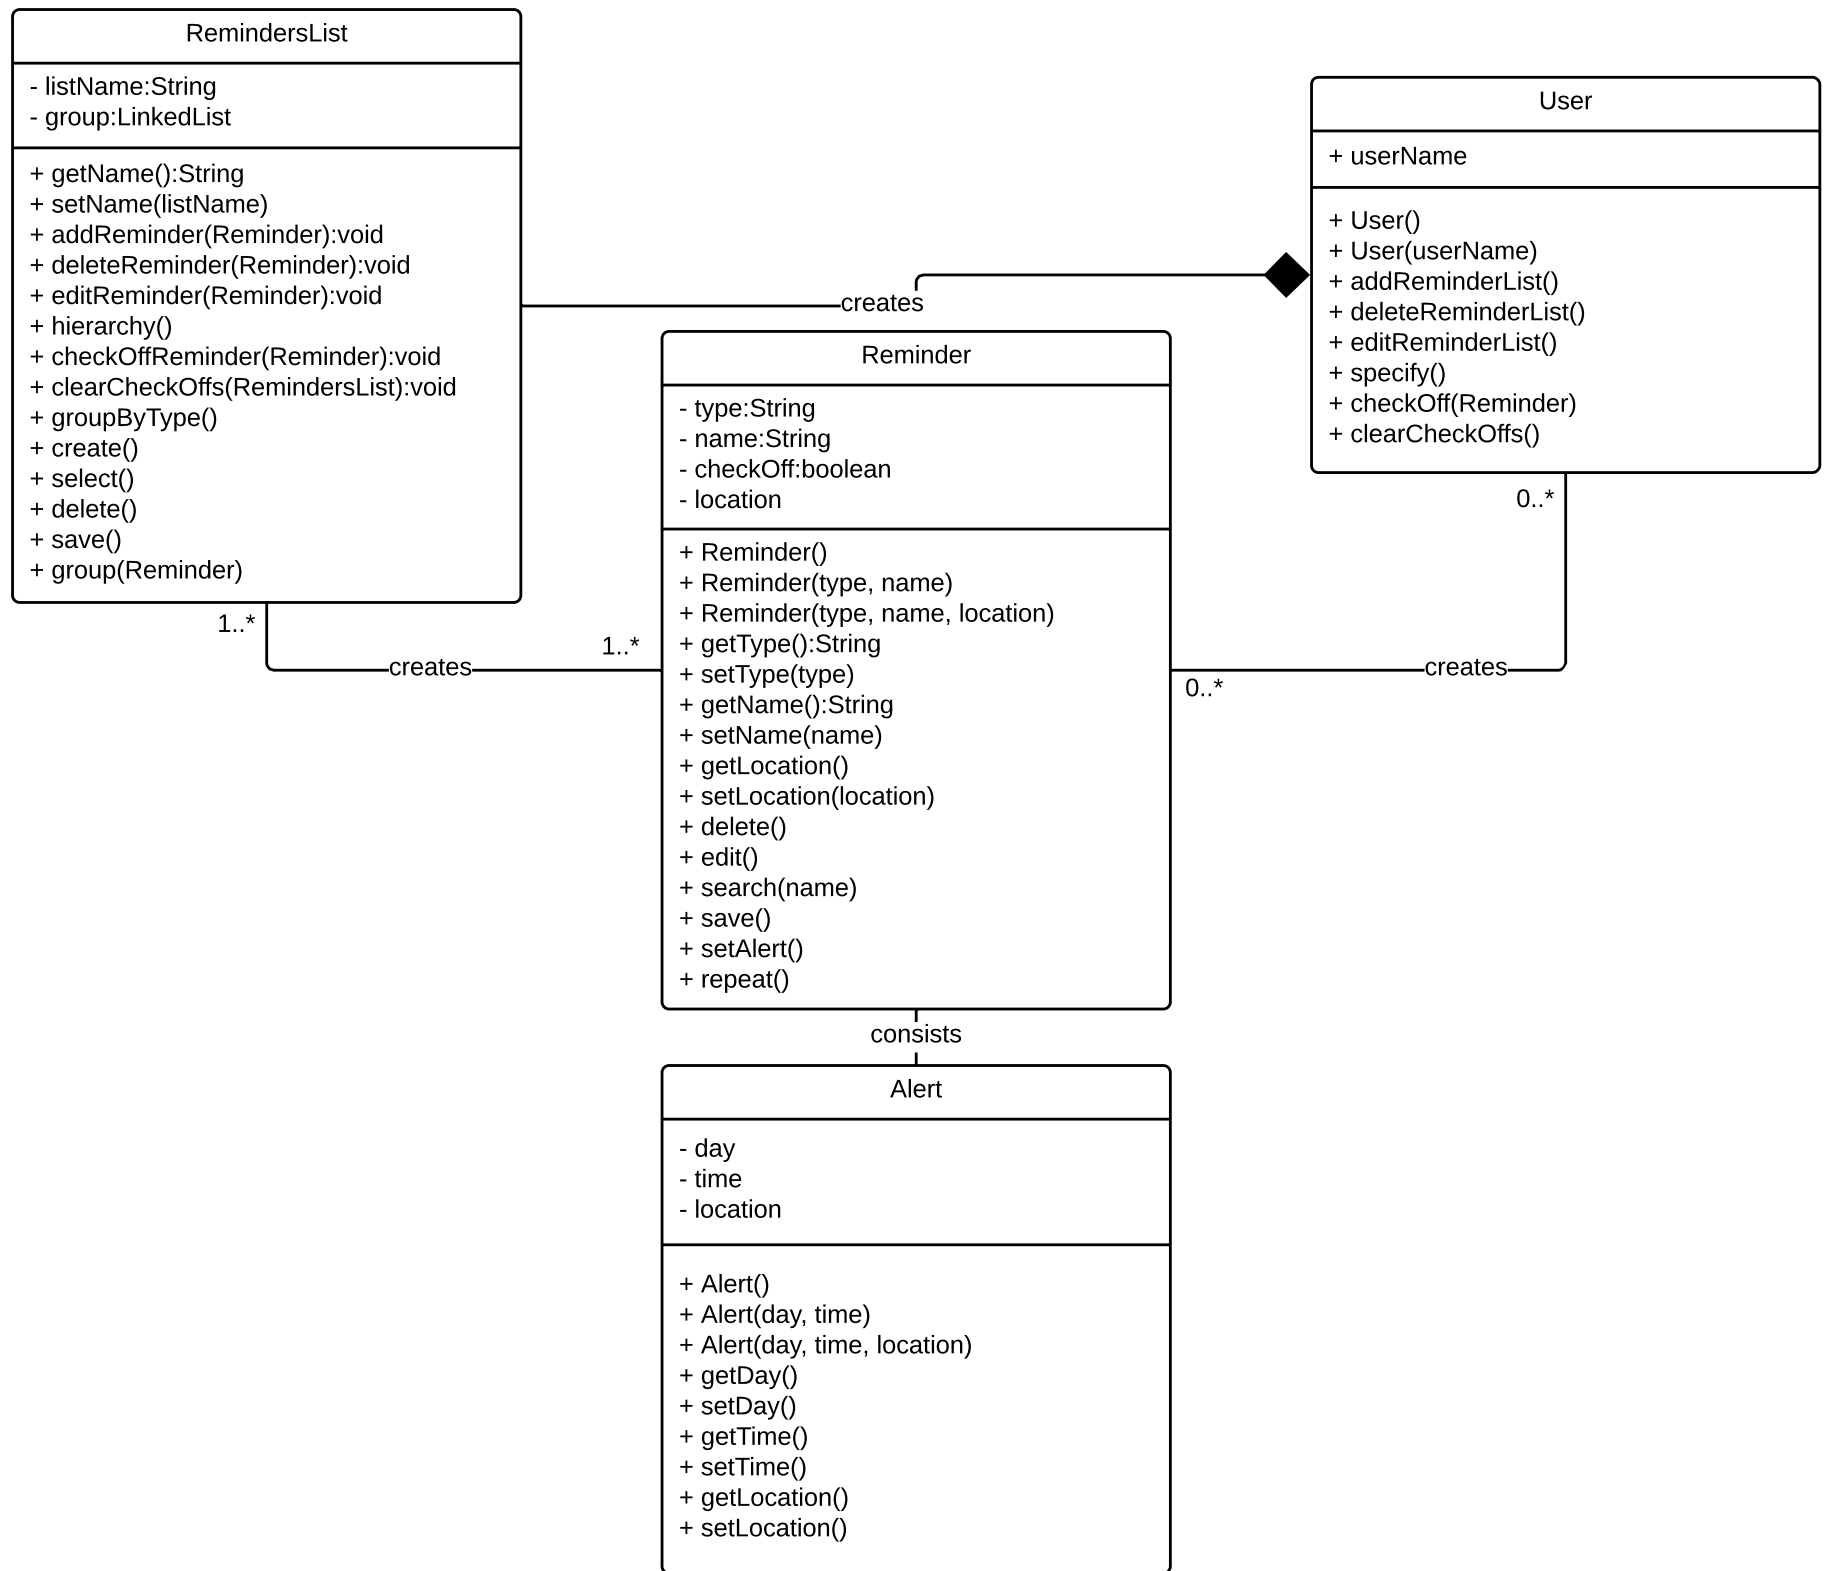 RemindersList
- listName:String
- group:LinkedList
+ getName():String
+ setName(listName)
+ addReminder(Reminder):void
+ deleteReminder(Reminder):void
+ editReminder(Reminder):void
+ hierarchy()
+ checkOffReminder(Reminder):void
+ clearCheckOffs(RemindersList):void
+ groupByType()
+ create()
+ select()
+ delete()
+ save()
+ group(Reminder)
User
+ userName
+ User()
+ User(userName)
+ addReminderList()
+ deleteReminderList()
+ editReminderList()
+ specify()
+ checkOff(Reminder)
+ clearCheckOffs()
creates
Reminder
- type:String
- name:String
- checkOff:boolean
- location
+ Reminder()
+ Reminder(type, name)
+ Reminder(type, name, location)
+ getType():String
+ setType(type)
+ getName():String
+ setName(name)
+ getLocation()
+ setLocation(location)
+ delete()
+ edit()
+ search(name)
+ save()
+ setAlert()
+ repeat()
1..*
creates
1..*
0..*
creates
0..*
consists
Alert
- day
- time
- location
+ Alert()
+ Alert(day, time)
+ Alert(day, time, location)
+ getDay()
+ setDay()
+ getTime()
+ setTime()
+ getLocation()
+ setLocation()